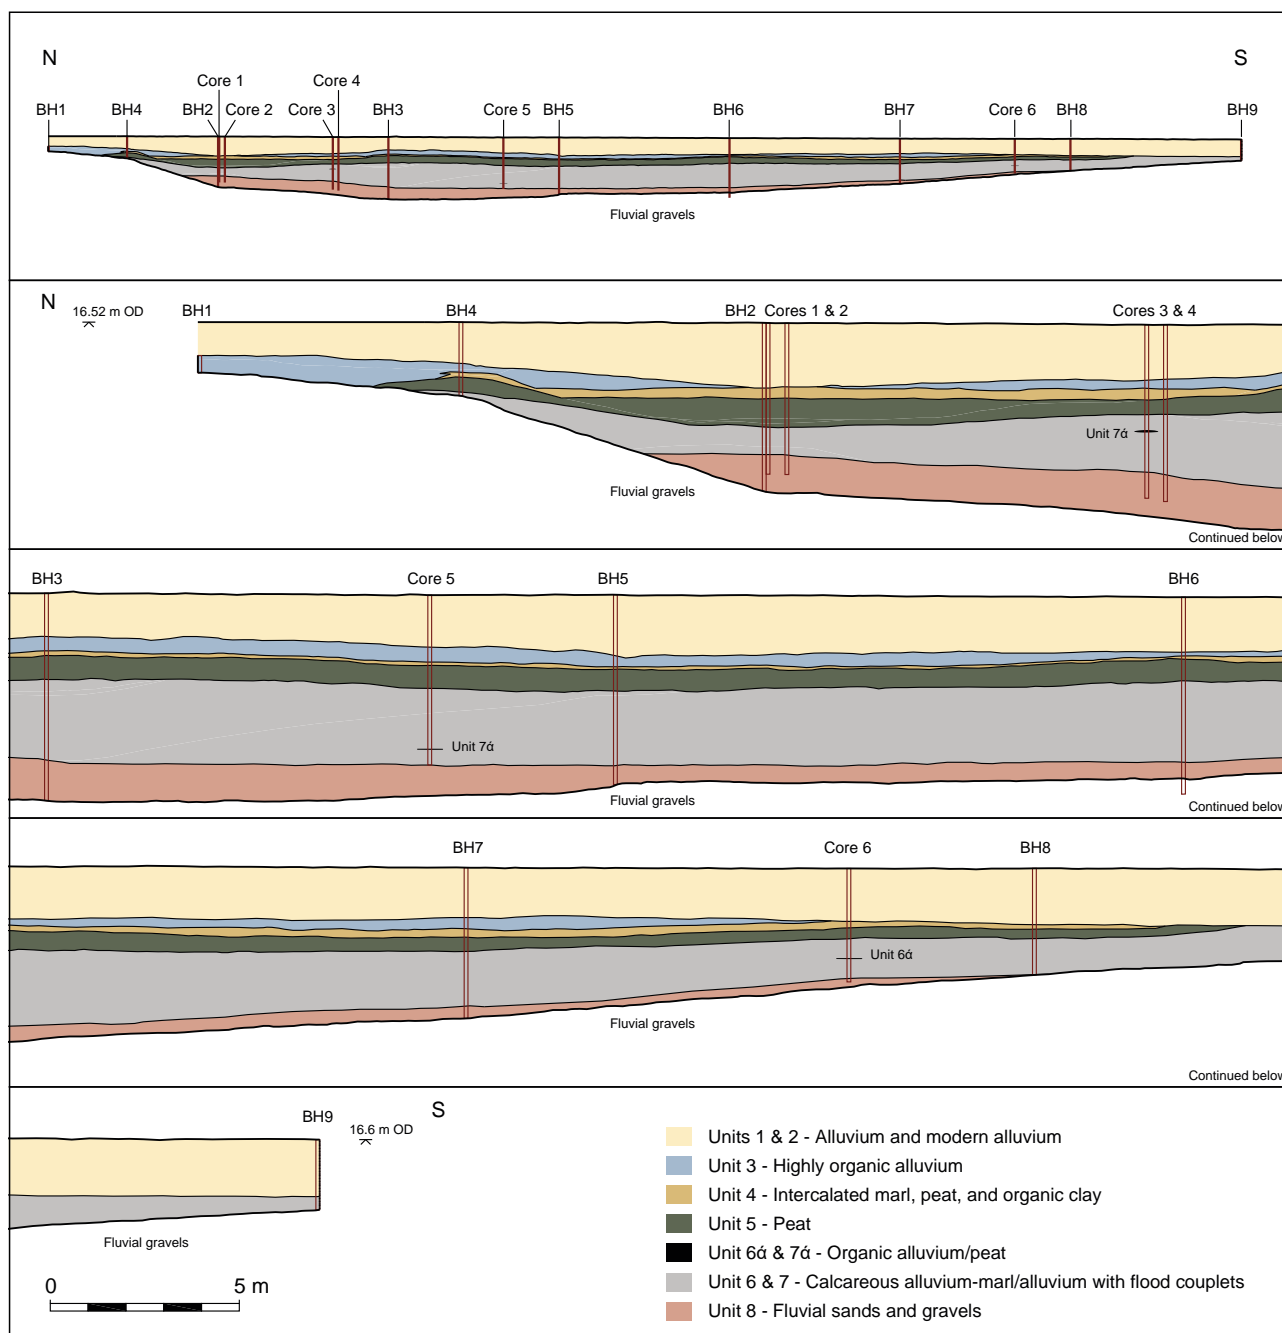 N S
Core 1 Core 4
BH1 BH4 BH2 Core 2 Core 3 BH3 Core 5 BH5 BH6 BH7 Core 6 BH8 BH9
Fluvial gravels
N 16.52 m OD BH1 BH4 BH2 Cores 1 & 2 Cores 3 & 4
Unit 7ά
Fluvial gravels
Continued below
BH3 Core 5 BH5 BH6
Unit 7ά
Fluvial gravels
Continued below
BH7 Core 6 BH8
Unit 6ά
Fluvial gravels
Continued below
BH9 16.6 m OD S
Fluvial gravels
0 5 m
Units 1 & 2 - Alluvium and modern alluvium
Unit 3 - Highly organic alluvium
Unit 4 - Intercalated marl, peat, and organic clay
Unit 5 - Peat
Unit 6ά & 7ά - Organic alluvium/peat
Unit 6 & 7 - Calcareous alluvium-marl/alluvium with flood couplets
Unit 8 - Fluvial sands and gravels